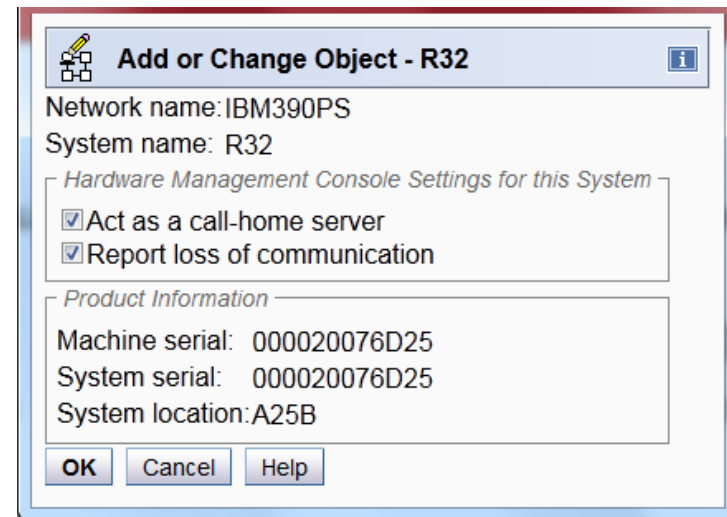 Add or Change Object - R32
i
Network name: IBM390PS
System name: R32
Hardware Management Console Settings for this System
Act as a call-home server
Report loss of communication
Product Information
Machine serial: 000020076D25
System serial: 000020076D25
System location: A25B
OK Cancel Help